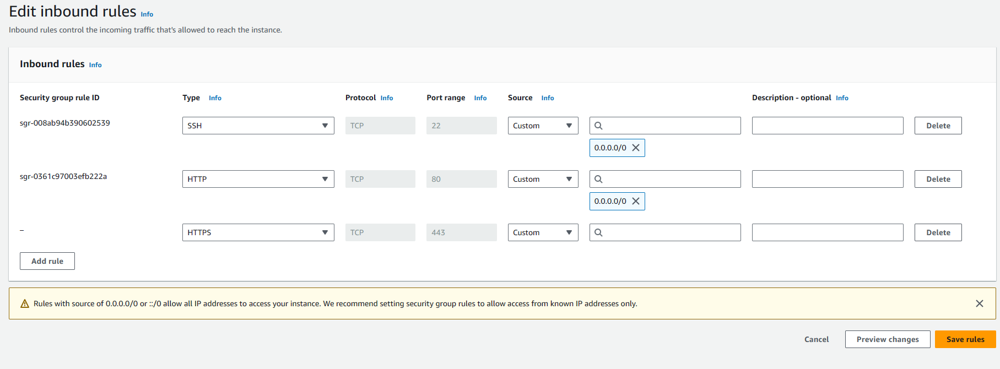 Edit inbound rules Info
Inbound rules control the incoming traffic that's allowed to reach the instance.
Inbound rules Info
Security group rule ID Type Info Protocol Info Port range Info Source Info Description - optional Info
sgr-008ab94b390602539 SSH TCP 22 Custom Delete
0.0.0.0/0
sgr-0361c97003efb222a HTTP TCP 80 Custom Delete
0.0.0.0/0
– HTTPS TCP 443 Custom Delete
Add rule
Rules with source of 0.0.0.0/0 or ::/0 allow all IP addresses to access your instance. We recommend setting security group rules to allow access from known IP addresses only.
Cancel Preview changes Save rules